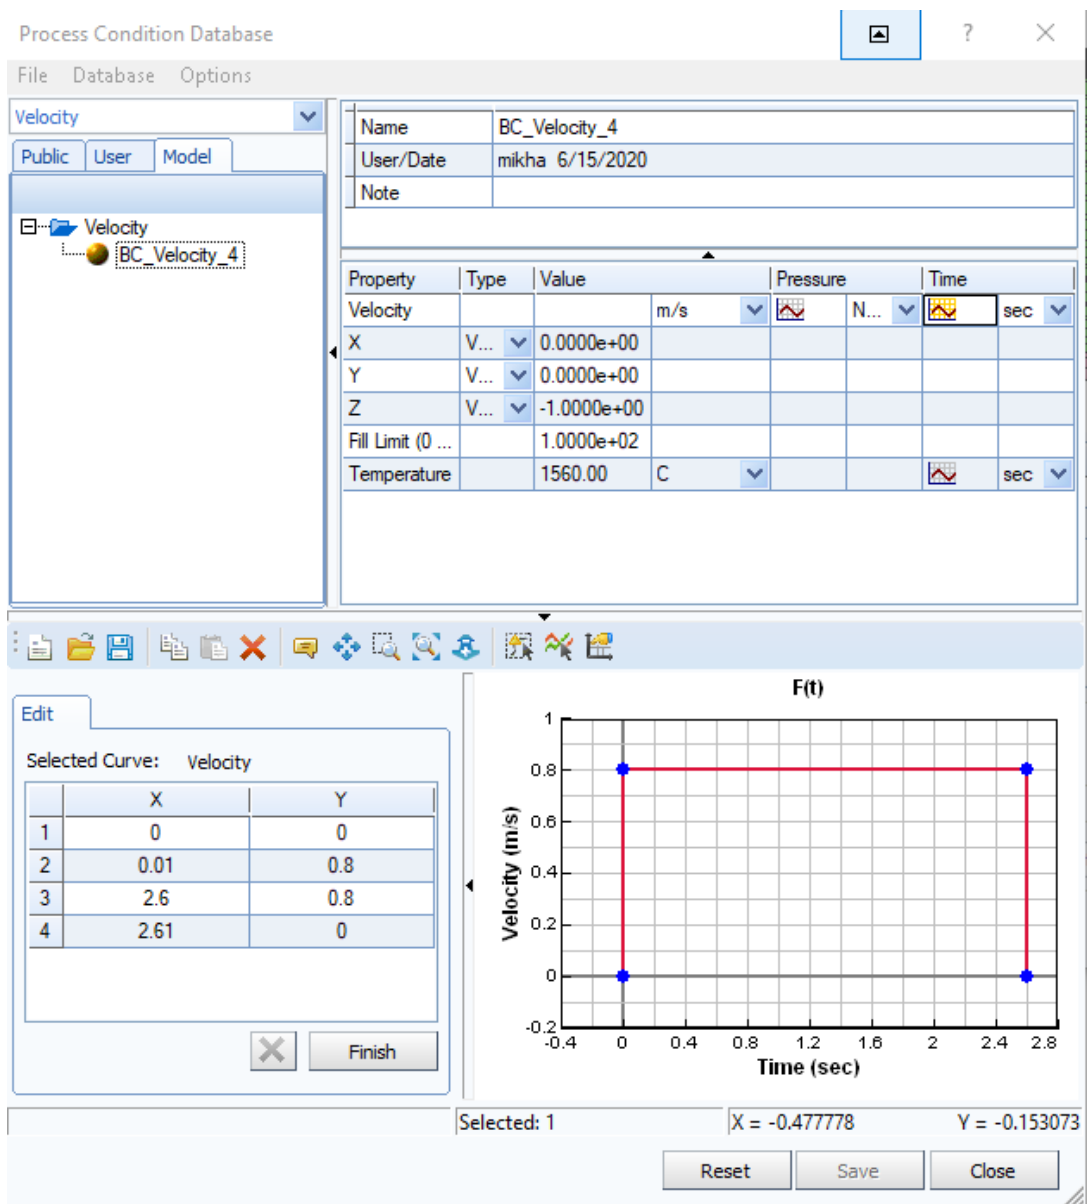 Process Condition Database
?
File Database Options
Velocity
Public User Model
Velocity
BC_Velocity_4
Name BC_Velocity_4
User/Date mikha 6/15/2020
Note
Property Type Value Pressure Time
Velocity m/s N... sec
X V... 0.0000e+00
Y V... 0.0000e+00
Z V... -1.0000e+00
Fill Limit (0 ... 1.0000e+02
Temperature 1560.00 C sec
Edit
Selected Curve: Velocity
X Y
1 0 0
2 0.01 0.8
3 2.6 0.8
4 2.61 0
Finish
F(t)
1
0.8
0.6
0.4
0.2
0
-0.2
Velocity (m/s)
-0.4 0 0.4 0.8 1.2 1.6 2 2.4 2.8
Time (sec)
Selected: 1 X = -0.477778 Y = -0.153073
Reset Save Close